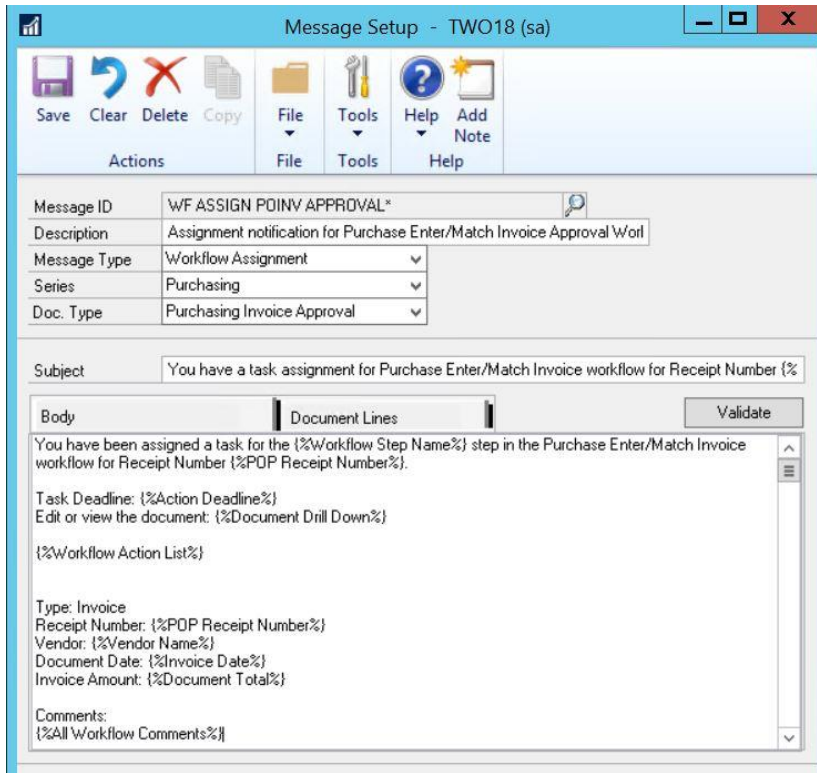 Message Setup - TWO18 (sa)
Save Clear Delete Copy File Tools Help Add Note
Actions File Tools Help
Message ID WF ASSIGN POINV APPROVAL*
Description Assignment notification for Purchase Enter/Match Invoice Approval Worl
Message Type Workflow Assignment
Series Purchasing
Doc. Type Purchasing Invoice Approval
Subject You have a task assignment for Purchase Enter/Match Invoice workflow for Receipt Number {%
Body Document Lines Validate
You have been assigned a task for the {%Workflow Step Name%} step in the Purchase Enter/Match Invoice
workflow for Receipt Number {%POP Receipt Number%}.
Task Deadline: {%Action Deadline%}
Edit or view the document: {%Document Drill Down%}
{%Workflow Action List%}
Type: Invoice
Receipt Number: {%POP Receipt Number%}
Vendor: {%Vendor Name%}
Document Date: {%Invoice Date%}
Invoice Amount: {%Document Total%}
Comments:
{%All Workflow Comments%}